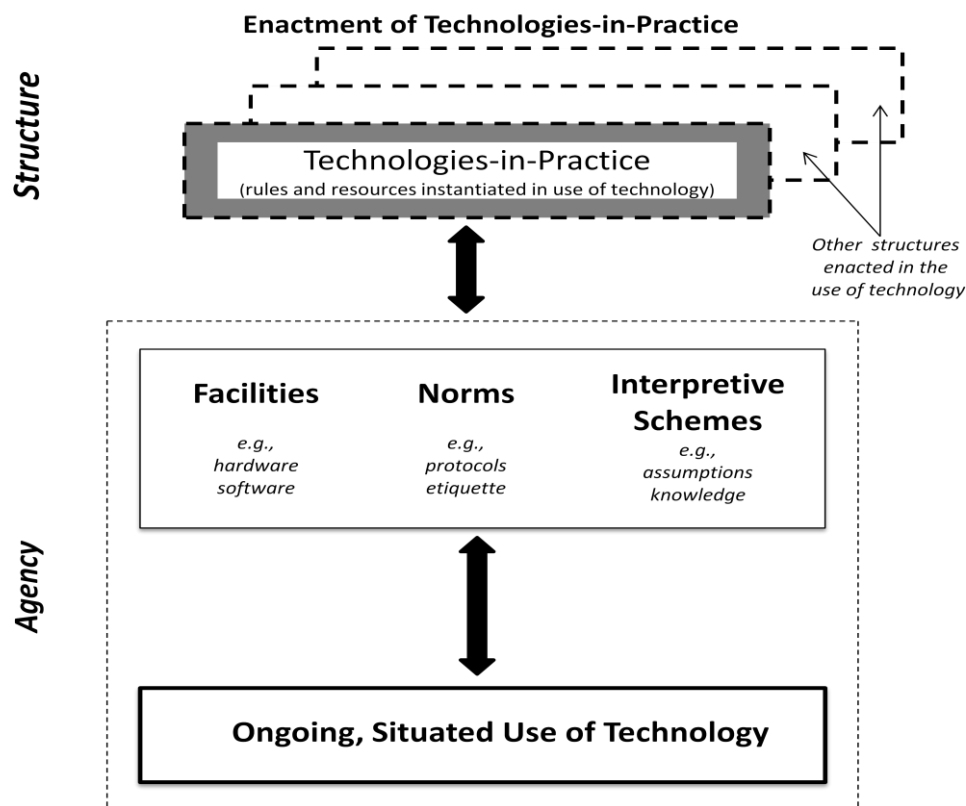 Enactment of Technologies-in-Practice
Structure
Technologies-in-Practice
(rules and resources instantiated in use of technology)
Other structures
enacted in the
use of technology
Agency
Facilities
e.g.,
hardware
software
Norms
e.g.,
protocols
etiquette
Interpretive
Schemes
e.g.,
assumptions
knowledge
Ongoing, Situated Use of Technology